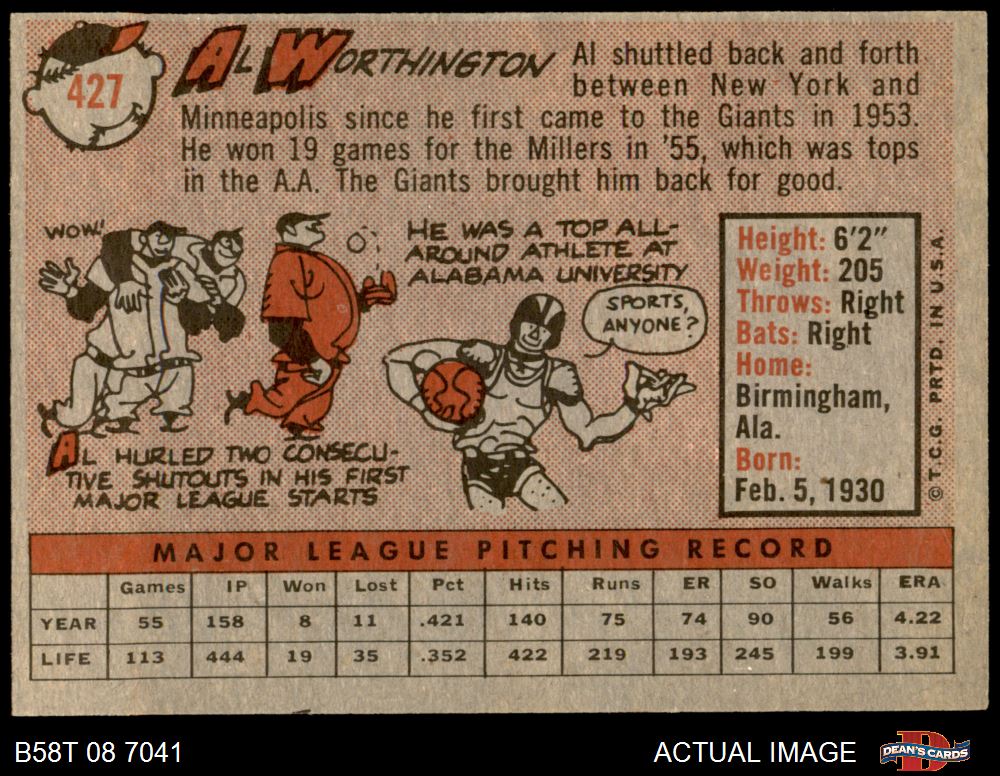 427
AL WORTHINGTON
Al shuttled back and forth
between New York and
Minneapolis since he first came to the Giants in 1953.
He won 19 games for the Millers in '55, which was tops
in the A.A. The Giants brought him back for good.
WOW!
AL HURLED TWO CONSECU-
TIVE SHUTOUTS IN HIS FIRST
MAJOR LEAGUE STARTS
HE WAS A TOP ALL-
AROUND ATHLETE AT
ALABAMA UNIVERSITY
SPORTS,
ANYONE?
Height: 6'2"
Weight: 205
Throws: Right
Bats: Right
Home:
Birmingham,
Ala.
Born:
Feb. 5, 1930
© T.C.G. PRTD. IN U.S.A.
MAJOR LEAGUE PITCHING RECORD
Games IP Won Lost Pct Hits Runs ER SO Walks ERA
YEAR 55 158 8 11 .421 140 75 74 90 56 4.22
LIFE 113 444 19 35 .352 422 219 193 245 199 3.91
B58T 08 7041
ACTUAL IMAGE
D
DEAN'S CARDS